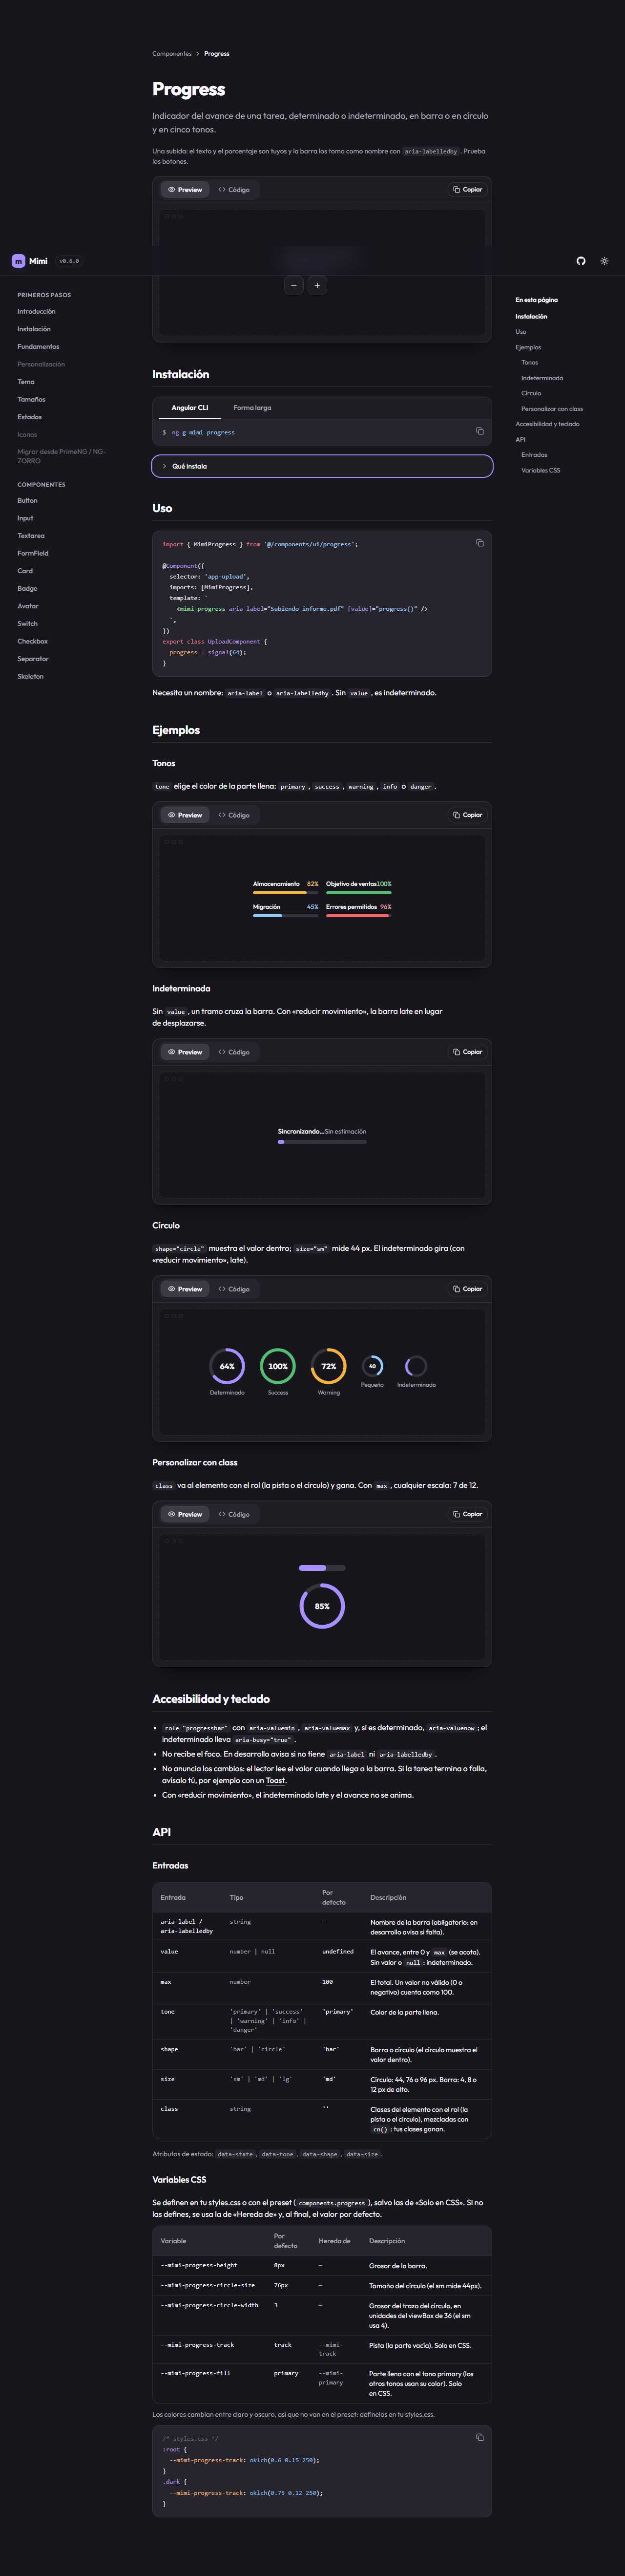 Componentes > Progress
Progress
Indicador del avance de una tarea, determinado o indeterminado, en barra o en círculo
y en cinco tonos.
Una subida: el texto y el porcentaje son tuyos y la barra los toma como nombre con aria-labelledby. Prueba
los botones.
Preview
Código
Copiar
m Mimi v0.6.0
− +
PRIMEROS PASOS
Introducción
Instalación
Fundamentos
Personalización
Tema
Tamaños
Estados
Iconos
Migrar desde PrimeNG / NG-
ZORRO
COMPONENTES
Button
Input
Textarea
FormField
Card
Badge
Avatar
Switch
Checkbox
Separator
Skeleton
En esta página
Instalación
Uso
Ejemplos
Tonos
Indeterminada
Círculo
Personalizar con class
Accesibilidad y teclado
API
Entradas
Variables CSS
Instalación
Angular CLI
Forma larga
$ ng g mimi progress
> Qué instala
Uso
import { MimiProgress } from '@/components/ui/progress';
@Component({
selector: 'app-upload',
imports: [MimiProgress],
template: `
<mimi-progress aria-label="Subiendo informe.pdf" [value]="progress()" />
`,
})
export class UploadComponent {
progress = signal(64);
}
Necesita un nombre: aria-label o aria-labelledby. Sin value, es indeterminado.
Ejemplos
Tonos
tone elige el color de la parte llena: primary, success, warning, info o danger.
Preview
Código
Copiar
Almacenamiento 82%
Objetivo de ventas 100%
Migración 45%
Errores permitidos 96%
Indeterminada
Sin value, un tramo cruza la barra. Con «reducir movimiento», la barra late en lugar
de desplazarse.
Preview
Código
Copiar
Sincronizando… Sin estimación
Círculo
shape="circle" muestra el valor dentro; size="sm" mide 44 px. El indeterminado gira (con
«reducir movimiento», late).
Preview
Código
Copiar
64%
100%
72%
40
Determinado
Success
Warning
Pequeño
Indeterminado
Personalizar con class
class va al elemento con el rol (la pista o el círculo) y gana. Con max, cualquier escala: 7 de 12.
Preview
Código
Copiar
85%
Accesibilidad y teclado
• role="progressbar" con aria-valuemin, aria-valuemax y, si es determinado, aria-valuenow; el
indeterminado lleva aria-busy="true".
• No recibe el foco. En desarrollo avisa si no tiene aria-label ni aria-labelledby.
• No anuncia los cambios: el lector lee el valor cuando llega a la barra. Si la tarea termina o falla,
avísalo tú, por ejemplo con un Toast.
• Con «reducir movimiento», el indeterminado late y el avance no se anima.
API
Entradas
Entrada Tipo Por defecto Descripción
aria-label / aria-labelledby string — Nombre de la barra (obligatorio: en desarrollo avisa si falta).
value number | null undefined El avance, entre 0 y max (se acota). Sin valor o null: indeterminado.
max number 100 El total. Un valor no válido (0 o negativo) cuenta como 100.
tone 'primary' | 'success' | 'warning' | 'info' | 'danger' 'primary' Color de la parte llena.
shape 'bar' | 'circle' 'bar' Barra o círculo (el círculo muestra el valor dentro).
size 'sm' | 'md' | 'lg' 'md' Círculo: 44, 76 o 96 px. Barra: 4, 8 o 12 px de alto.
class string '' Clases del elemento con el rol (la pista o el círculo), mezcladas con cn(): tus clases ganan.
Atributos de estado: data-state, data-tone, data-shape, data-size.
Variables CSS
Se definen en tu styles.css o con el preset (components.progress), salvo las de «Solo en CSS». Si no
las defines, se usa la de «Hereda de» y, al final, el valor por defecto.
Variable Por defecto Hereda de Descripción
--mimi-progress-height 8px — Grosor de la barra.
--mimi-progress-circle-size 76px — Tamaño del círculo (el sm mide 44px).
--mimi-progress-circle-width 3 — Grosor del trazo del círculo, en unidades del viewBox de 36 (el sm usa 4).
--mimi-progress-track track --mimi-track Pista (la parte vacía). Solo en CSS.
--mimi-progress-fill primary --mimi-primary Parte llena con el tono primary (los otros tonos usan su color). Solo en CSS.
Los colores cambian entre claro y oscuro, así que no van en el preset: defínelos en tu styles.css.
/* styles.css */
:root {
--mimi-progress-track: oklch(0.6 0.15 250);
}
.dark {
--mimi-progress-track: oklch(0.75 0.12 250);
}